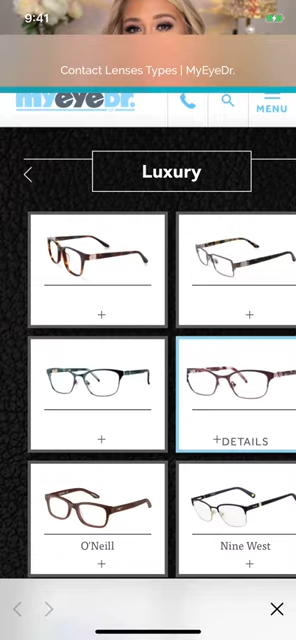 9:41
Contact Lenses Types | MyEyeDr.
myeyedr.
MENU
Luxury
+
+
+
+DETAILS
O'Neill
Nine West
+
+